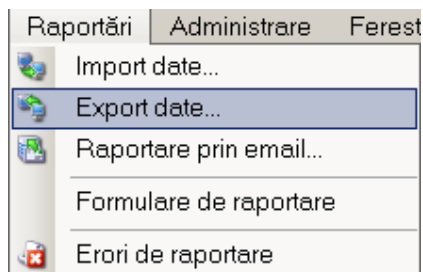 Raportări Administrare Ferest
Import date...
Export date...
Raportare prin email...
Formulare de raportare
Erori de raportare